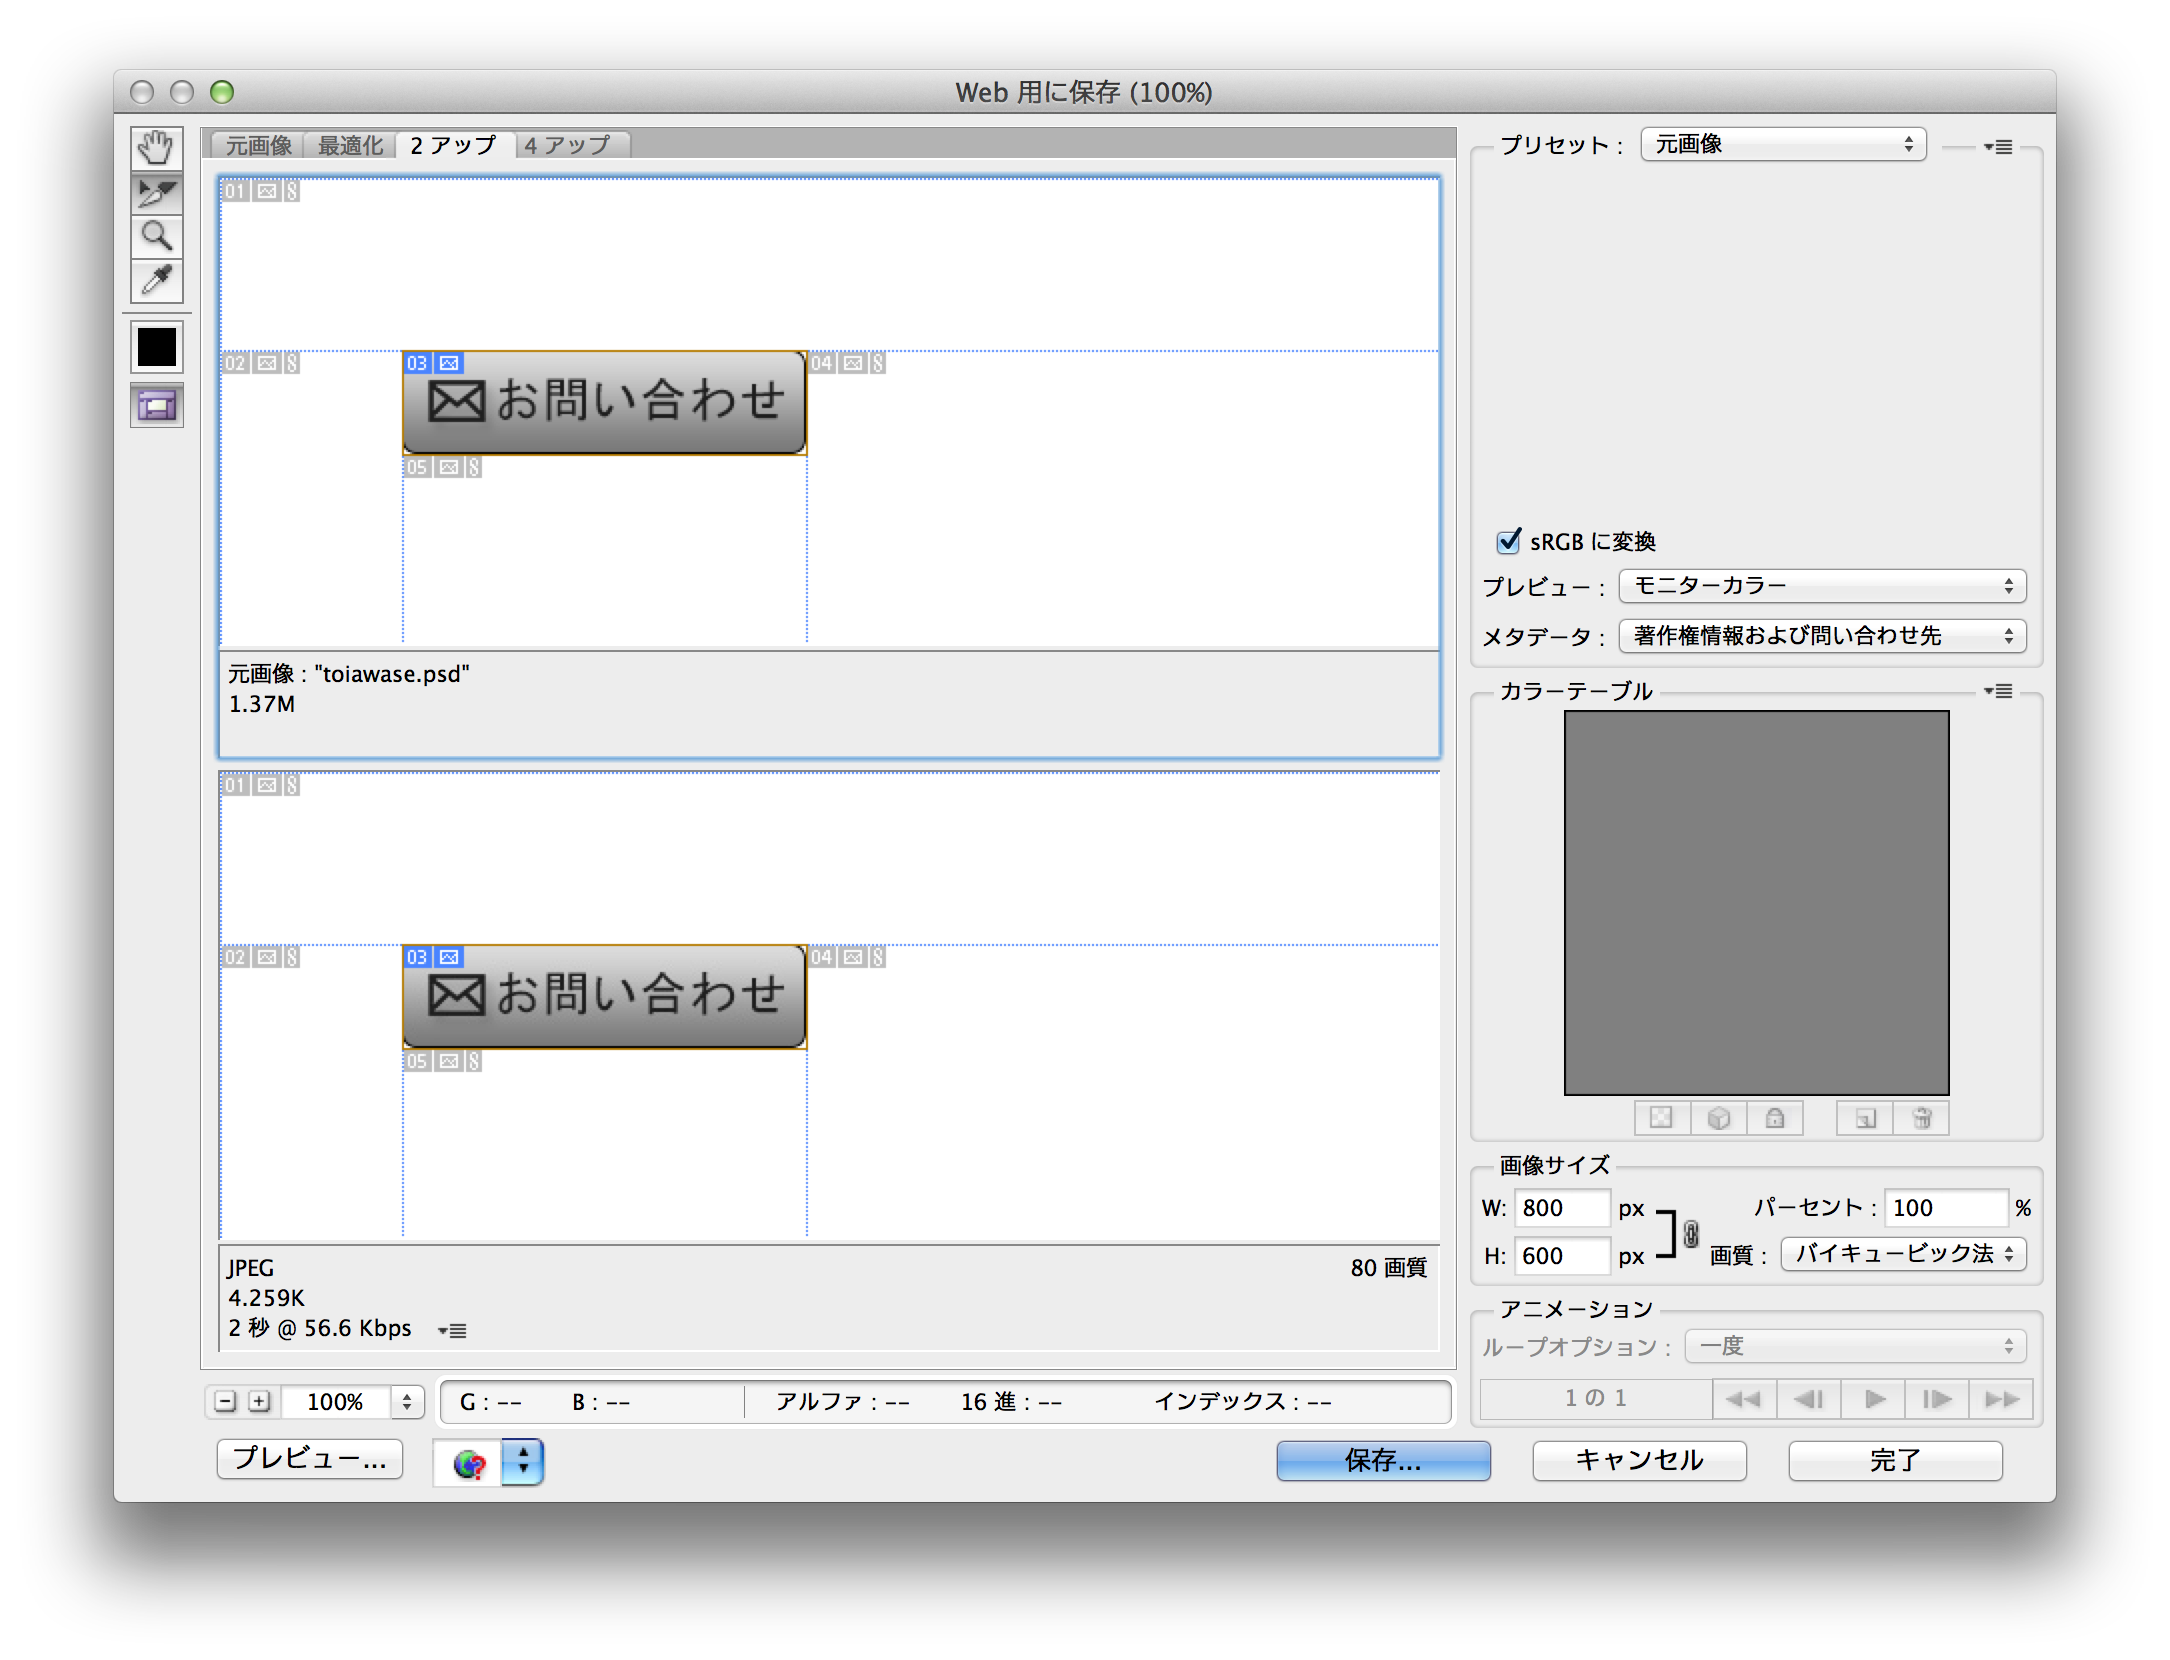 Web 用に保存 (100%)
元画像 最適化 2 アップ 4 アップ
01
02 03 04
お問い合わせ
05
元画像 : "toiawase.psd"
1.37M
01
02 03 04
お問い合わせ
05
JPEG 80 画質
4.259K
2 秒 @ 56.6 Kbps
100%
G : -- B : -- アルファ : -- 16 進 : -- インデックス : --
プレビュー... 保存... キャンセル 完了
プリセット : 元画像
sRGB に変換
プレビュー : モニターカラー
メタデータ : 著作権情報および問い合わせ先
カラーテーブル
画像サイズ
W: 800 px パーセント : 100 %
H: 600 px 画質 : バイキュービック法
アニメーション
ループオプション : 一度
1 の 1